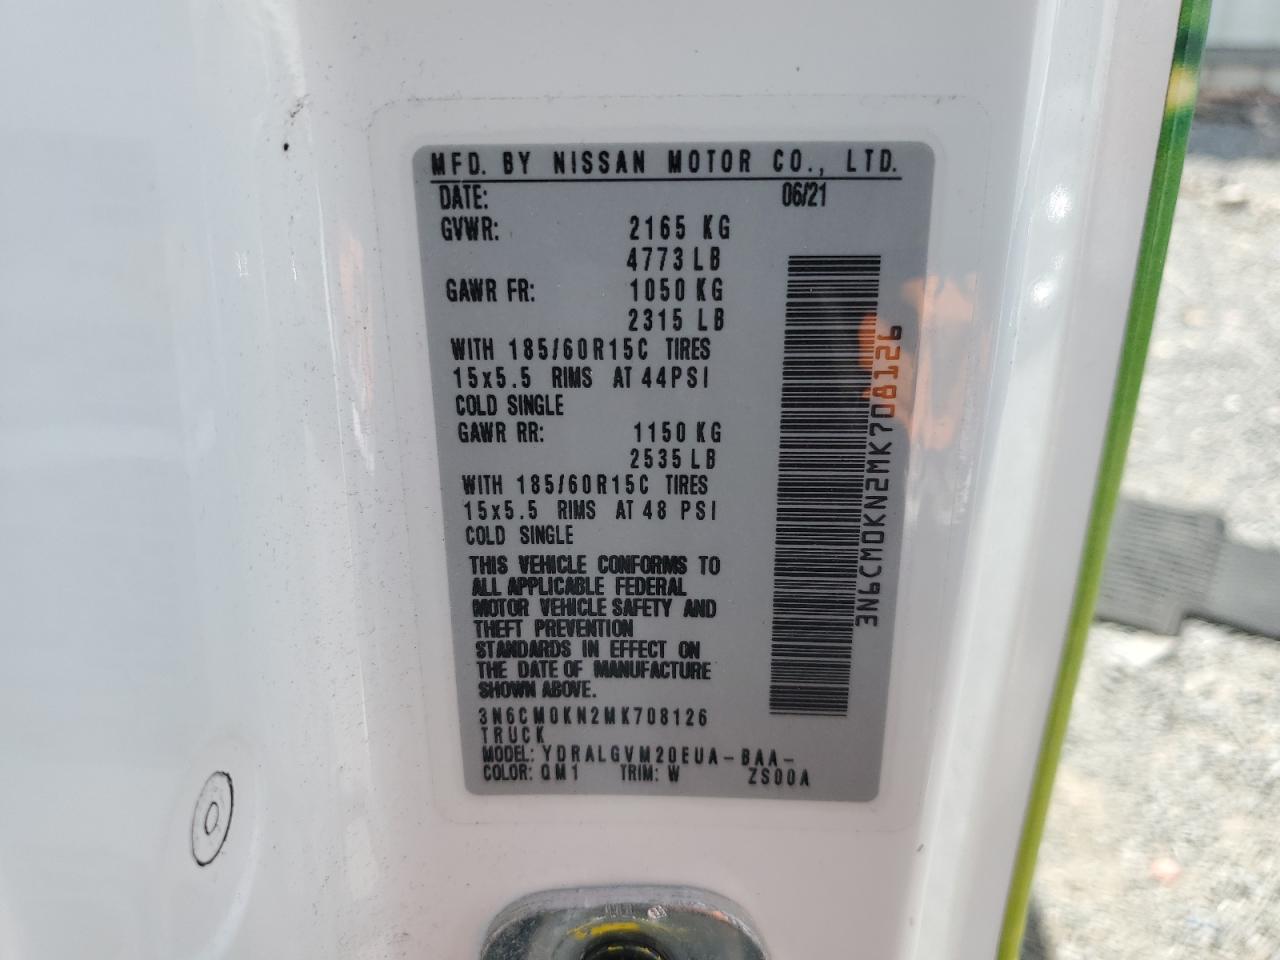 MFD. BY NISSAN MOTOR CO., LTD.
DATE: 06/21
GVWR: 2165 KG
4773 LB
GAWR FR: 1050 KG
2315 LB
WITH 185/60R15C TIRES
15x5.5 RIMS AT 44PSI
COLD SINGLE
GAWR RR: 1150 KG
2535 LB
WITH 185/60R15C TIRES
15x5.5 RIMS AT 48 PSI
COLD SINGLE
THIS VEHICLE CONFORMS TO
ALL APPLICABLE FEDERAL
MOTOR VEHICLE SAFETY AND
THEFT PREVENTION
STANDARDS IN EFFECT ON
THE DATE OF MANUFACTURE
SHOWN ABOVE.
3N6CM0KN2MK708126
TRUCK
MODEL: YDRALGVM20EUA-BAA-
COLOR: QM1 TRIM: W ZS00A
3N6CM0KN2MK708126